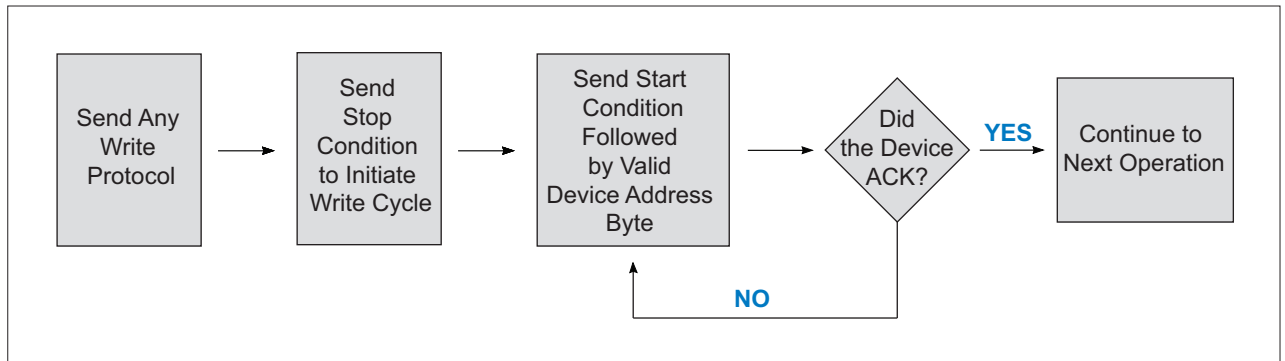 Send Any
Write
Protocol
Send
Stop
Condition
to Initiate
Write Cycle
Send Start
Condition
Followed
by Valid
Device Address
Byte
Did
the Device
ACK?
YES
Continue to
Next Operation
NO